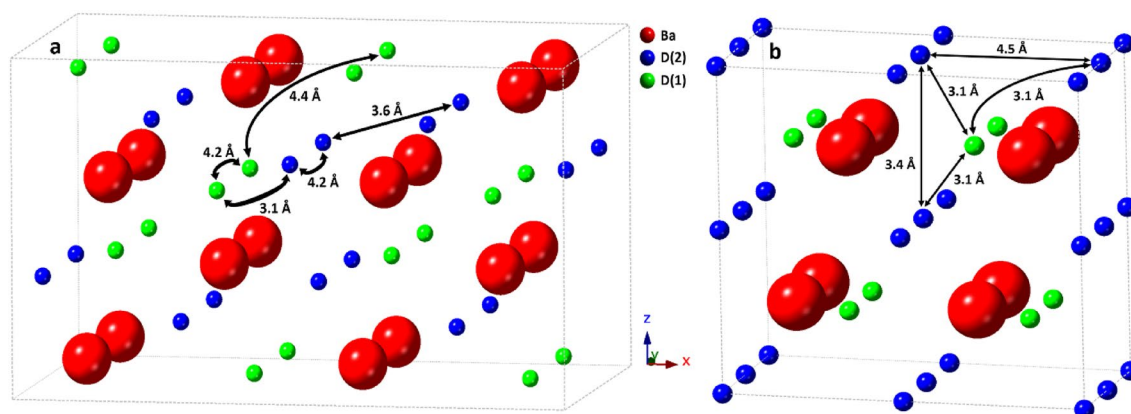 a
4.4 Å
3.6 Å
4.2 Å
4.2 Å
3.1 Å
Ba
D(2)
D(1)
z
y
x
b
4.5 Å
3.1 Å
3.1 Å
3.4 Å
3.1 Å